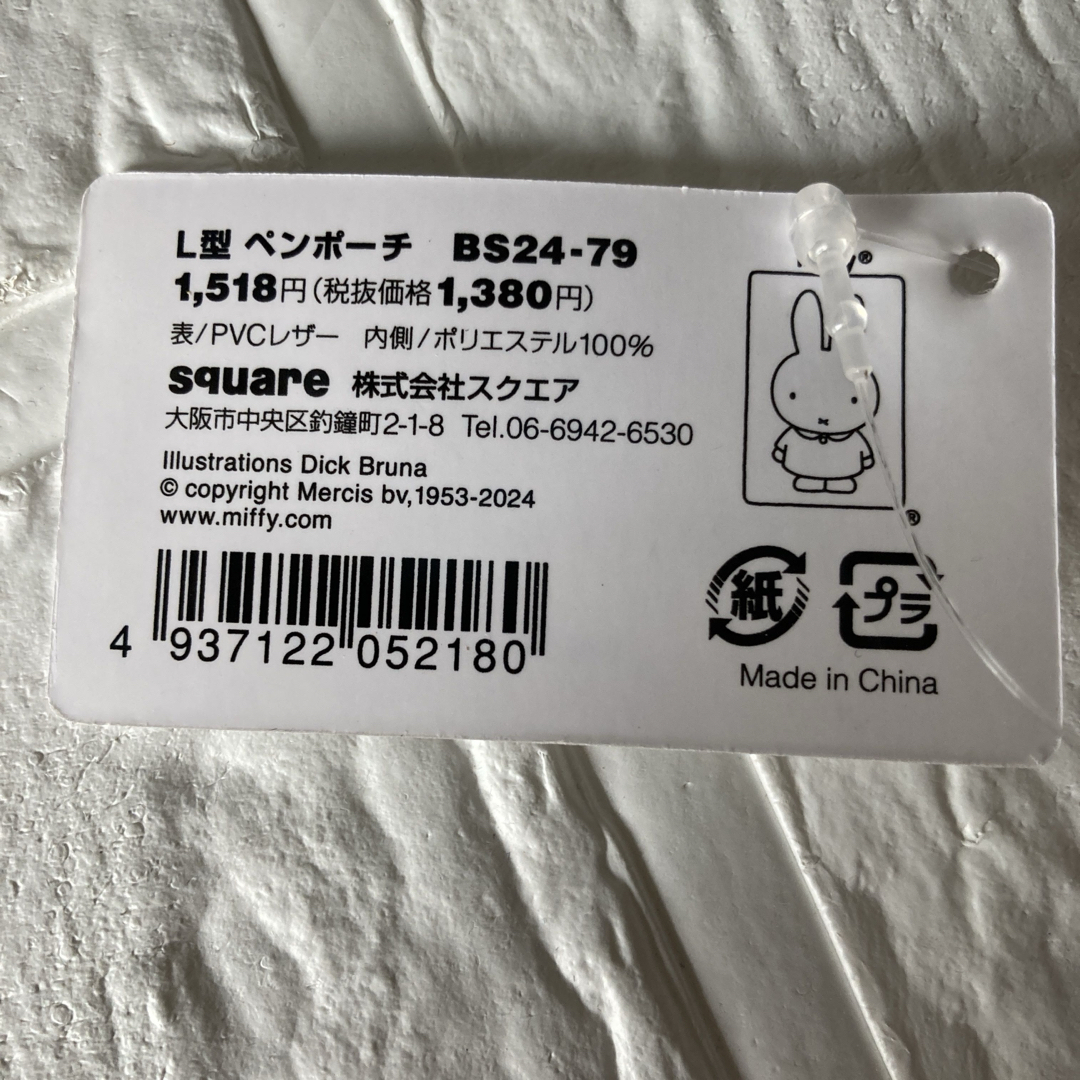 L型 ペンポーチ BS24-79
1,518円(税抜価格1,380円)
表/PVCレザー 内側/ポリエステル100%
square 株式会社スクエア
大阪市中央区釣鐘町2-1-8 Tel.06-6942-6530
Illustrations Dick Bruna
© copyright Mercis bv,1953-2024
www.miffy.com
4 937122 052180
®
®
紙
プラ
Made in China